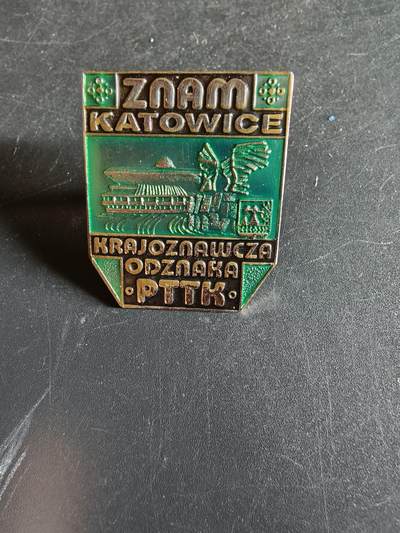 ZNAM
KATOWICE
KRAJOZNAWCZA
ODZNAKA
PTTK